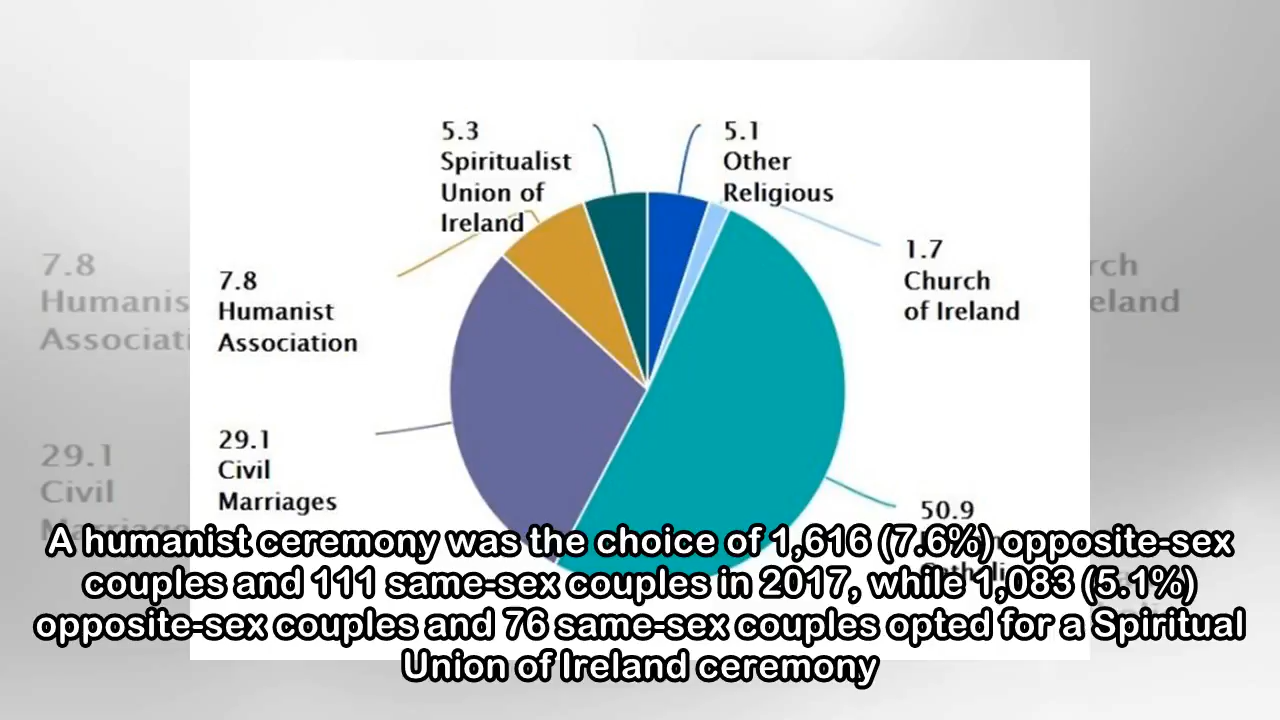 5.3
Spiritualist
Union of
Ireland
5.1
Other
Religious
1.7
Church
of Ireland
7.8
Humanist
Association
29.1
Civil
Marriages
50.9
Catholic
7.8
Humanis
Associati
29.1
Civil
rch
eland
A humanist ceremony was the choice of 1,616 (7.6%) opposite-sex
couples and 111 same-sex couples in 2017, while 1,083 (5.1%)
opposite-sex couples and 76 same-sex couples opted for a Spiritual
Union of Ireland ceremony